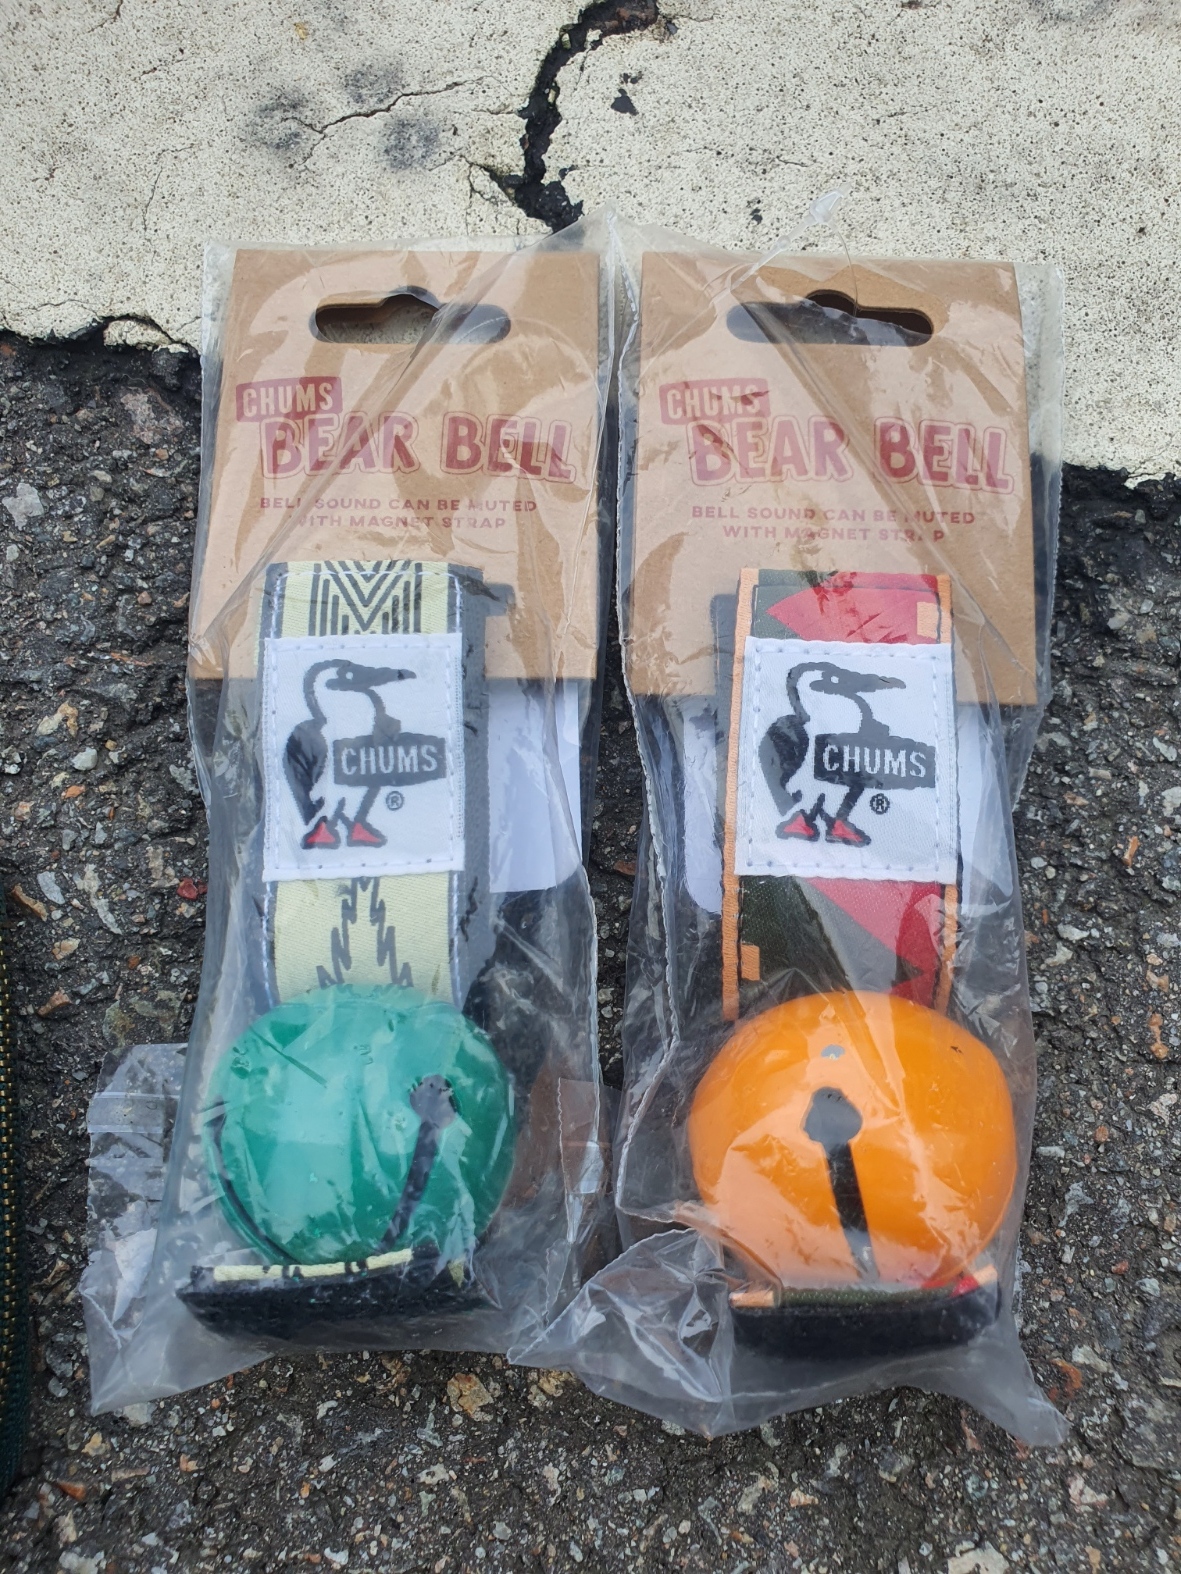 CHUMS
BEAR BELL
BELL SOUND CAN BE MUTED
WITH MAGNET STRAP
CHUMS
®
CHUMS
BEAR BELL
BELL SOUND CAN BE MUTED
WITH MAGNET STRAP
CHUMS
®